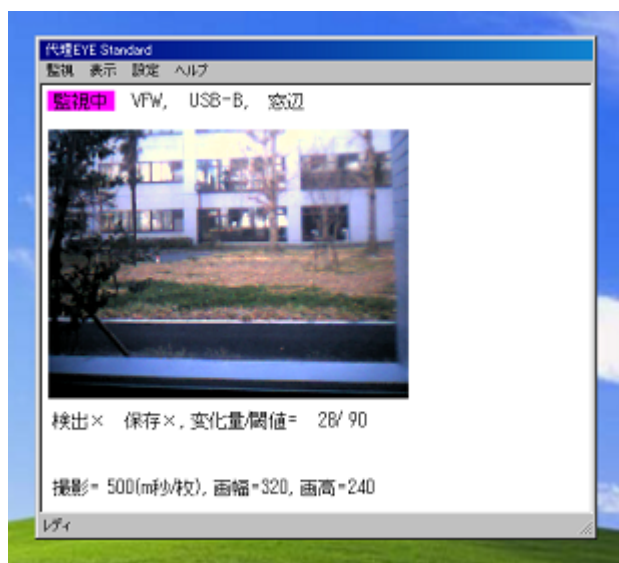 代理EYE Standard
監視 表示 設定 ヘルプ
監視中 VFW, USB-B, 窓辺
検出× 保存×, 変化量/閾値= 28/ 90
撮影= 500(m秒/枚), 画幅=320, 画高=240
レディ